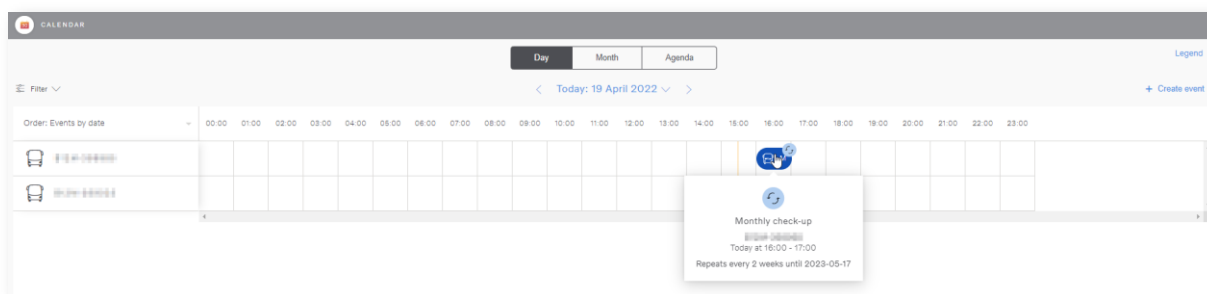 CALENDAR
Day Month Agenda
Legend
Filter
Today: 19 April 2022
+ Create event
Order: Events by date
00:00 01:00 02:00 03:00 04:00 05:00 06:00 07:00 08:00 09:00 10:00 11:00 12:00 13:00 14:00 15:00 16:00 17:00 18:00 19:00 20:00 21:00 22:00 23:00
Monthly check-up
Today at 16:00 - 17:00
Repeats every 2 weeks until 2023-05-17